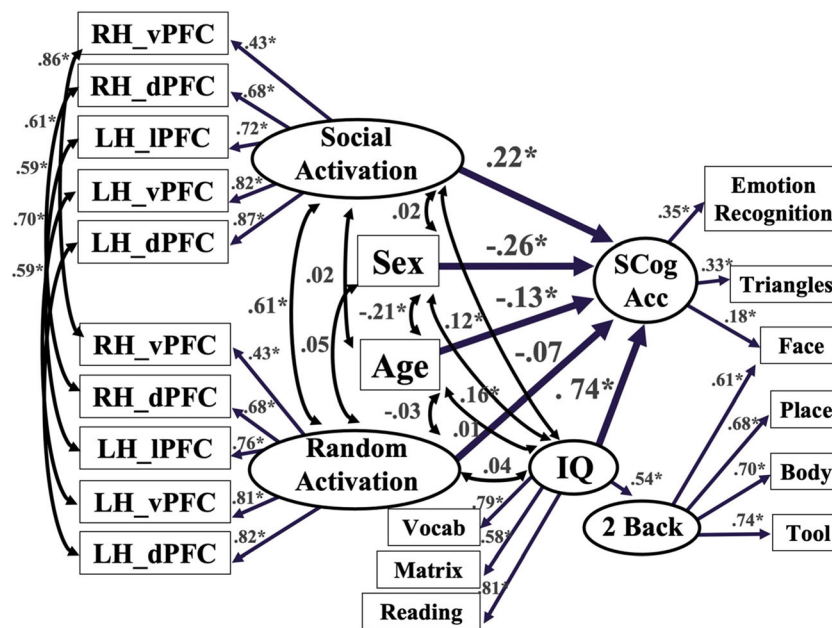 RH_vPFC
.43*
.86*
RH_dPFC
.68*
.61*
LH_lPFC
.72*
.59*
LH_vPFC
.82*
.70*
LH_dPFC
.87*
.59*
Social
Activation
.22*
.02
Sex
-.26*
.02
-.21*
.12*
-.13*
.61*
.05
Age
-.07
-.03
.16*
.01
.74*
SCog
Acc
.35*
Emotion
Recognition
.33*
Triangles
.18*
Face
.61*
.68*
Place
.70*
Body
.74*
Tool
RH_vPFC
.43*
RH_dPFC
.68*
LH_lPFC
.76*
LH_vPFC
.81*
LH_dPFC
.82*
Random
Activation
.04
IQ
.54*
2 Back
.79*
Vocab
.58*
Matrix
.81*
Reading